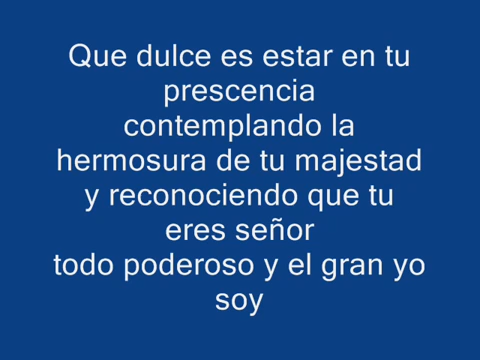 Que dulce es estar en tu
prescencia
contemplando la
hermosura de tu majestad
y reconociendo que tu
eres señor
todo poderoso y el gran yo
soy